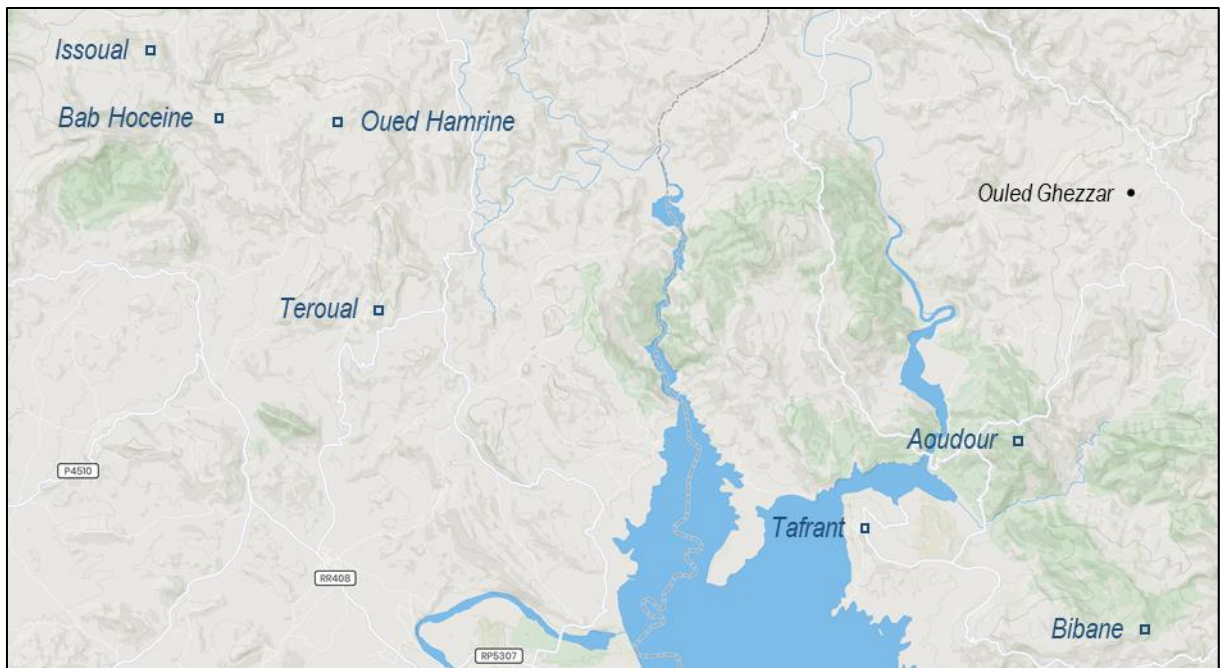 Issoual
Bab Hoceine
Oued Hamrine
Ouled Ghezzar
Teroual
Aoudour
P4510
Tafrant
RR408
Bibane
RP5307